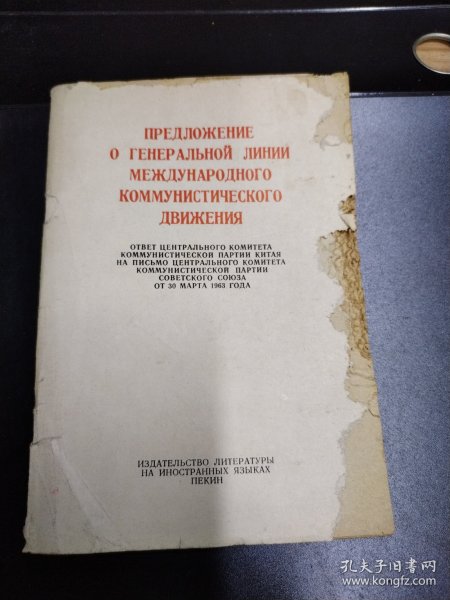 ПРЕДЛОЖЕНИЕ
О ГЕНЕРАЛЬНОЙ ЛИНИИ
МЕЖДУНАРОДНОГО
КОММУНИСТИЧЕСКОГО
ДВИЖЕНИЯ
ОТВЕТ ЦЕНТРАЛЬНОГО КОМИТЕТА
КОММУНИСТИЧЕСКОЙ ПАРТИИ КИТАЯ
НА ПИСЬМО ЦЕНТРАЛЬНОГО КОМИТЕТА
КОММУНИСТИЧЕСКОЙ ПАРТИИ
СОВЕТСКОГО СОЮЗА
ОТ 30 МАРТА 1963 ГОДА
ИЗДАТЕЛЬСТВО ЛИТЕРАТУРЫ
НА ИНОСТРАННЫХ ЯЗЫКАХ
ПЕКИН
孔夫子旧书网
www.kongfz.com